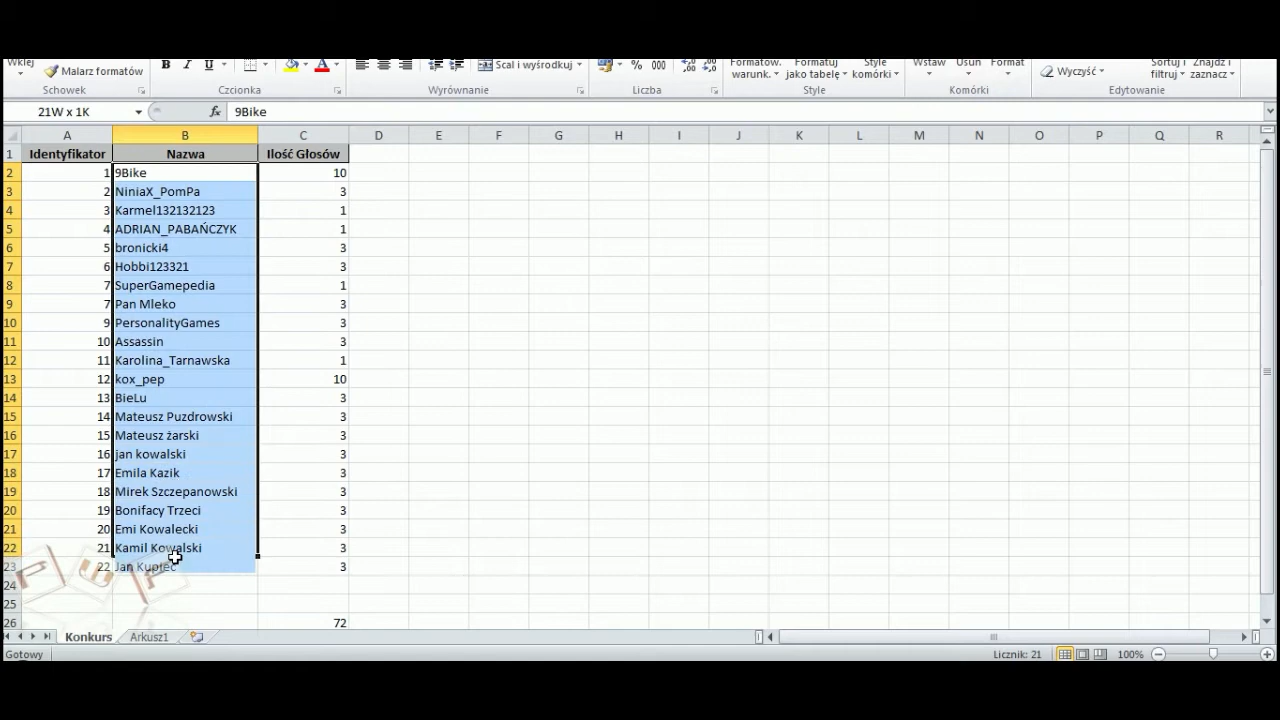 Wklej
Malarz formatów
B I U A
Scal i wyśrodkuj
% 000
Formatow. warunk.
Formatuj jako tabelę
Style komórki
Wstaw
Usuń
Format
Wyczyść
Sortuj i filtruj
Znajdź i zaznacz
Schowek Czcionka Wyrównanie Liczba Style Komórki Edytowanie
21W x 1K fx 9Bike
A B C D E F G H I J K L M N O P Q R
1 Identyfikator Nazwa Ilość Głosów
2 1 9Bike 10
3 2 NiniaX_PomPa 3
4 3 Karmel132132123 1
5 4 ADRIAN_PABAŃCZYK 1
6 5 bronicki4 3
7 6 Hobbi123321 3
8 7 SuperGamepedia 1
9 7 Pan Mleko 3
10 9 PersonalityGames 3
11 10 Assassin 3
12 11 Karolina_Tarnawska 1
13 12 kox_pep 10
14 13 BieLu 3
15 14 Mateusz Puzdrowski 3
16 15 Mateusz żarski 3
17 16 jan kowalski 3
18 17 Emila Kazik 3
19 18 Mirek Szczepanowski 3
20 19 Bonifacy Trzeci 3
21 20 Emi Kowalecki 3
22 21 Kamil Kowalski 3
23 22 Jan Kupiec 3
24
25
26 72
PWP
Konkurs Arkusz1
Gotowy Licznik: 21 100%